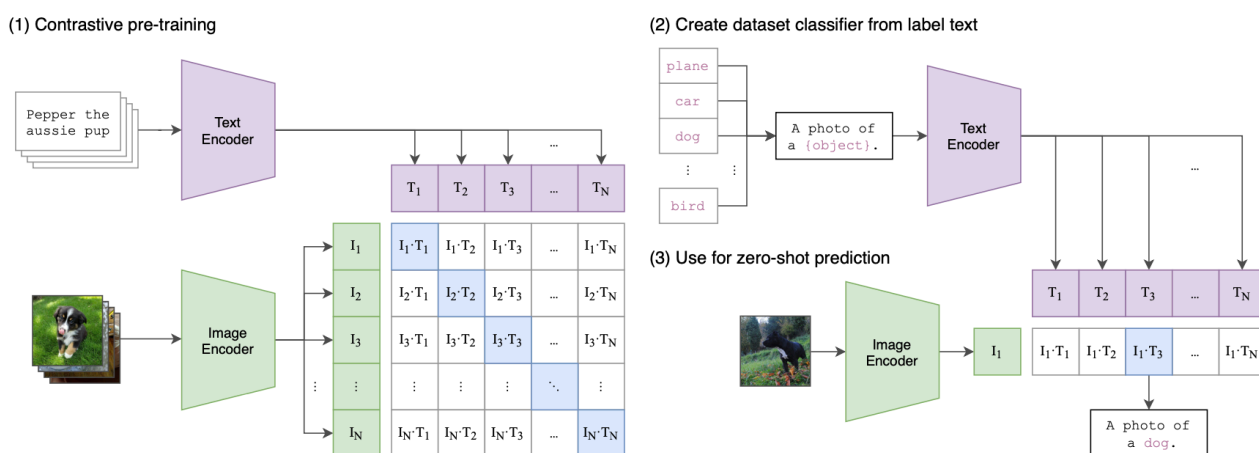 (1) Contrastive pre-training
Pepper the
aussie pup
Text
Encoder
...
T1 T2 T3 ... TN
Image
Encoder
I1 I1·T1 I1·T2 I1·T3 ... I1·TN
I2 I2·T1 I2·T2 I2·T3 ... I2·TN
I3 I3·T1 I3·T2 I3·T3 ... I3·TN
⋮ ⋮ ⋮ ⋮ ⋮ ⋱ ⋮
IN IN·T1 IN·T2 IN·T3 ... IN·TN
(2) Create dataset classifier from label text
plane
car
dog
⋮ ⋮
bird
A photo of
a {object}.
Text
Encoder
...
(3) Use for zero-shot prediction
Image
Encoder
T1 T2 T3 ... TN
I1 I1·T1 I1·T2 I1·T3 ... I1·TN
A photo of
a dog.